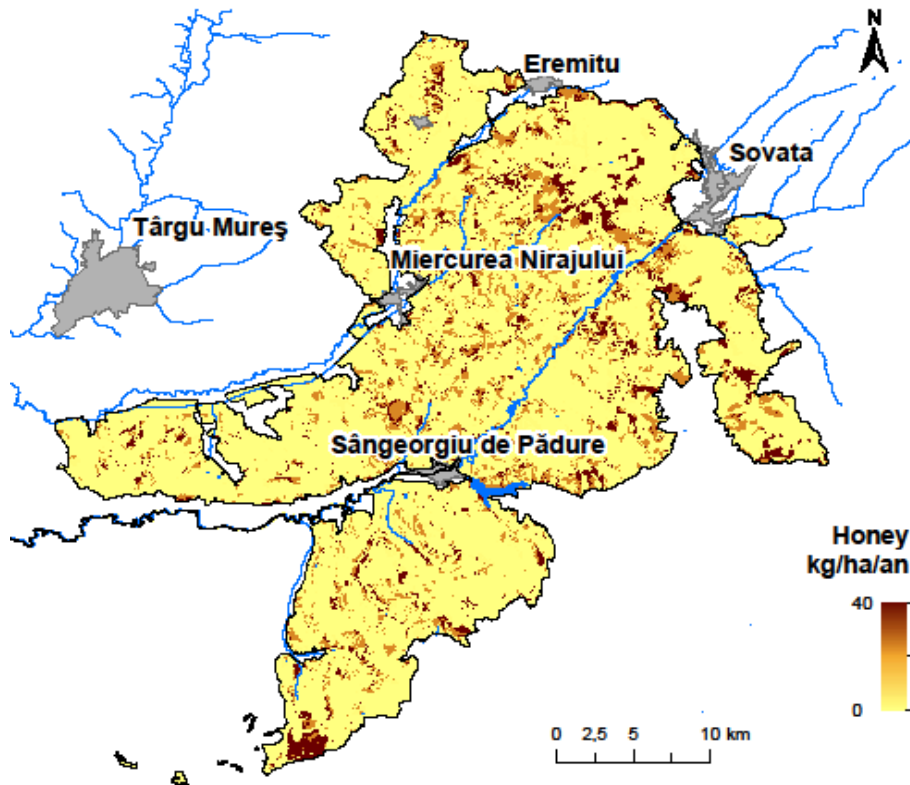 N
Eremitu
Sovata
Târgu Mureş
Miercurea Nirajului
Sângeorgiu de Pădure
Honey
kg/ha/an
40
0
0 2,5 5 10 km